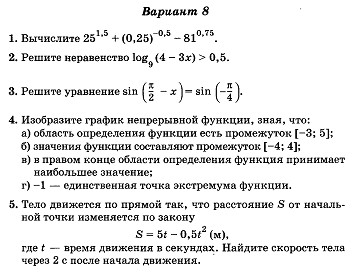 Вариант 8
1. Вычислите 25^{1,5} + (0,25)^{-0,5} – 81^{0,75}.
2. Решите неравенство log_9 (4 – 3x) > 0,5.
3. Решите уравнение sin (π/2 – x) = sin (–π/4).
4. Изобразите график непрерывной функции, зная, что:
а) область определения функции есть промежуток [–3; 5];
б) значения функции составляют промежуток [–4; 4];
в) в правом конце области определения функция принимает
наибольшее значение;
г) –1 — единственная точка экстремума функции.
5. Тело движется по прямой так, что расстояние S от началь-
ной точки изменяется по закону
S = 5t – 0,5t² (м),
где t — время движения в секундах. Найдите скорость тела
через 2 с после начала движения.